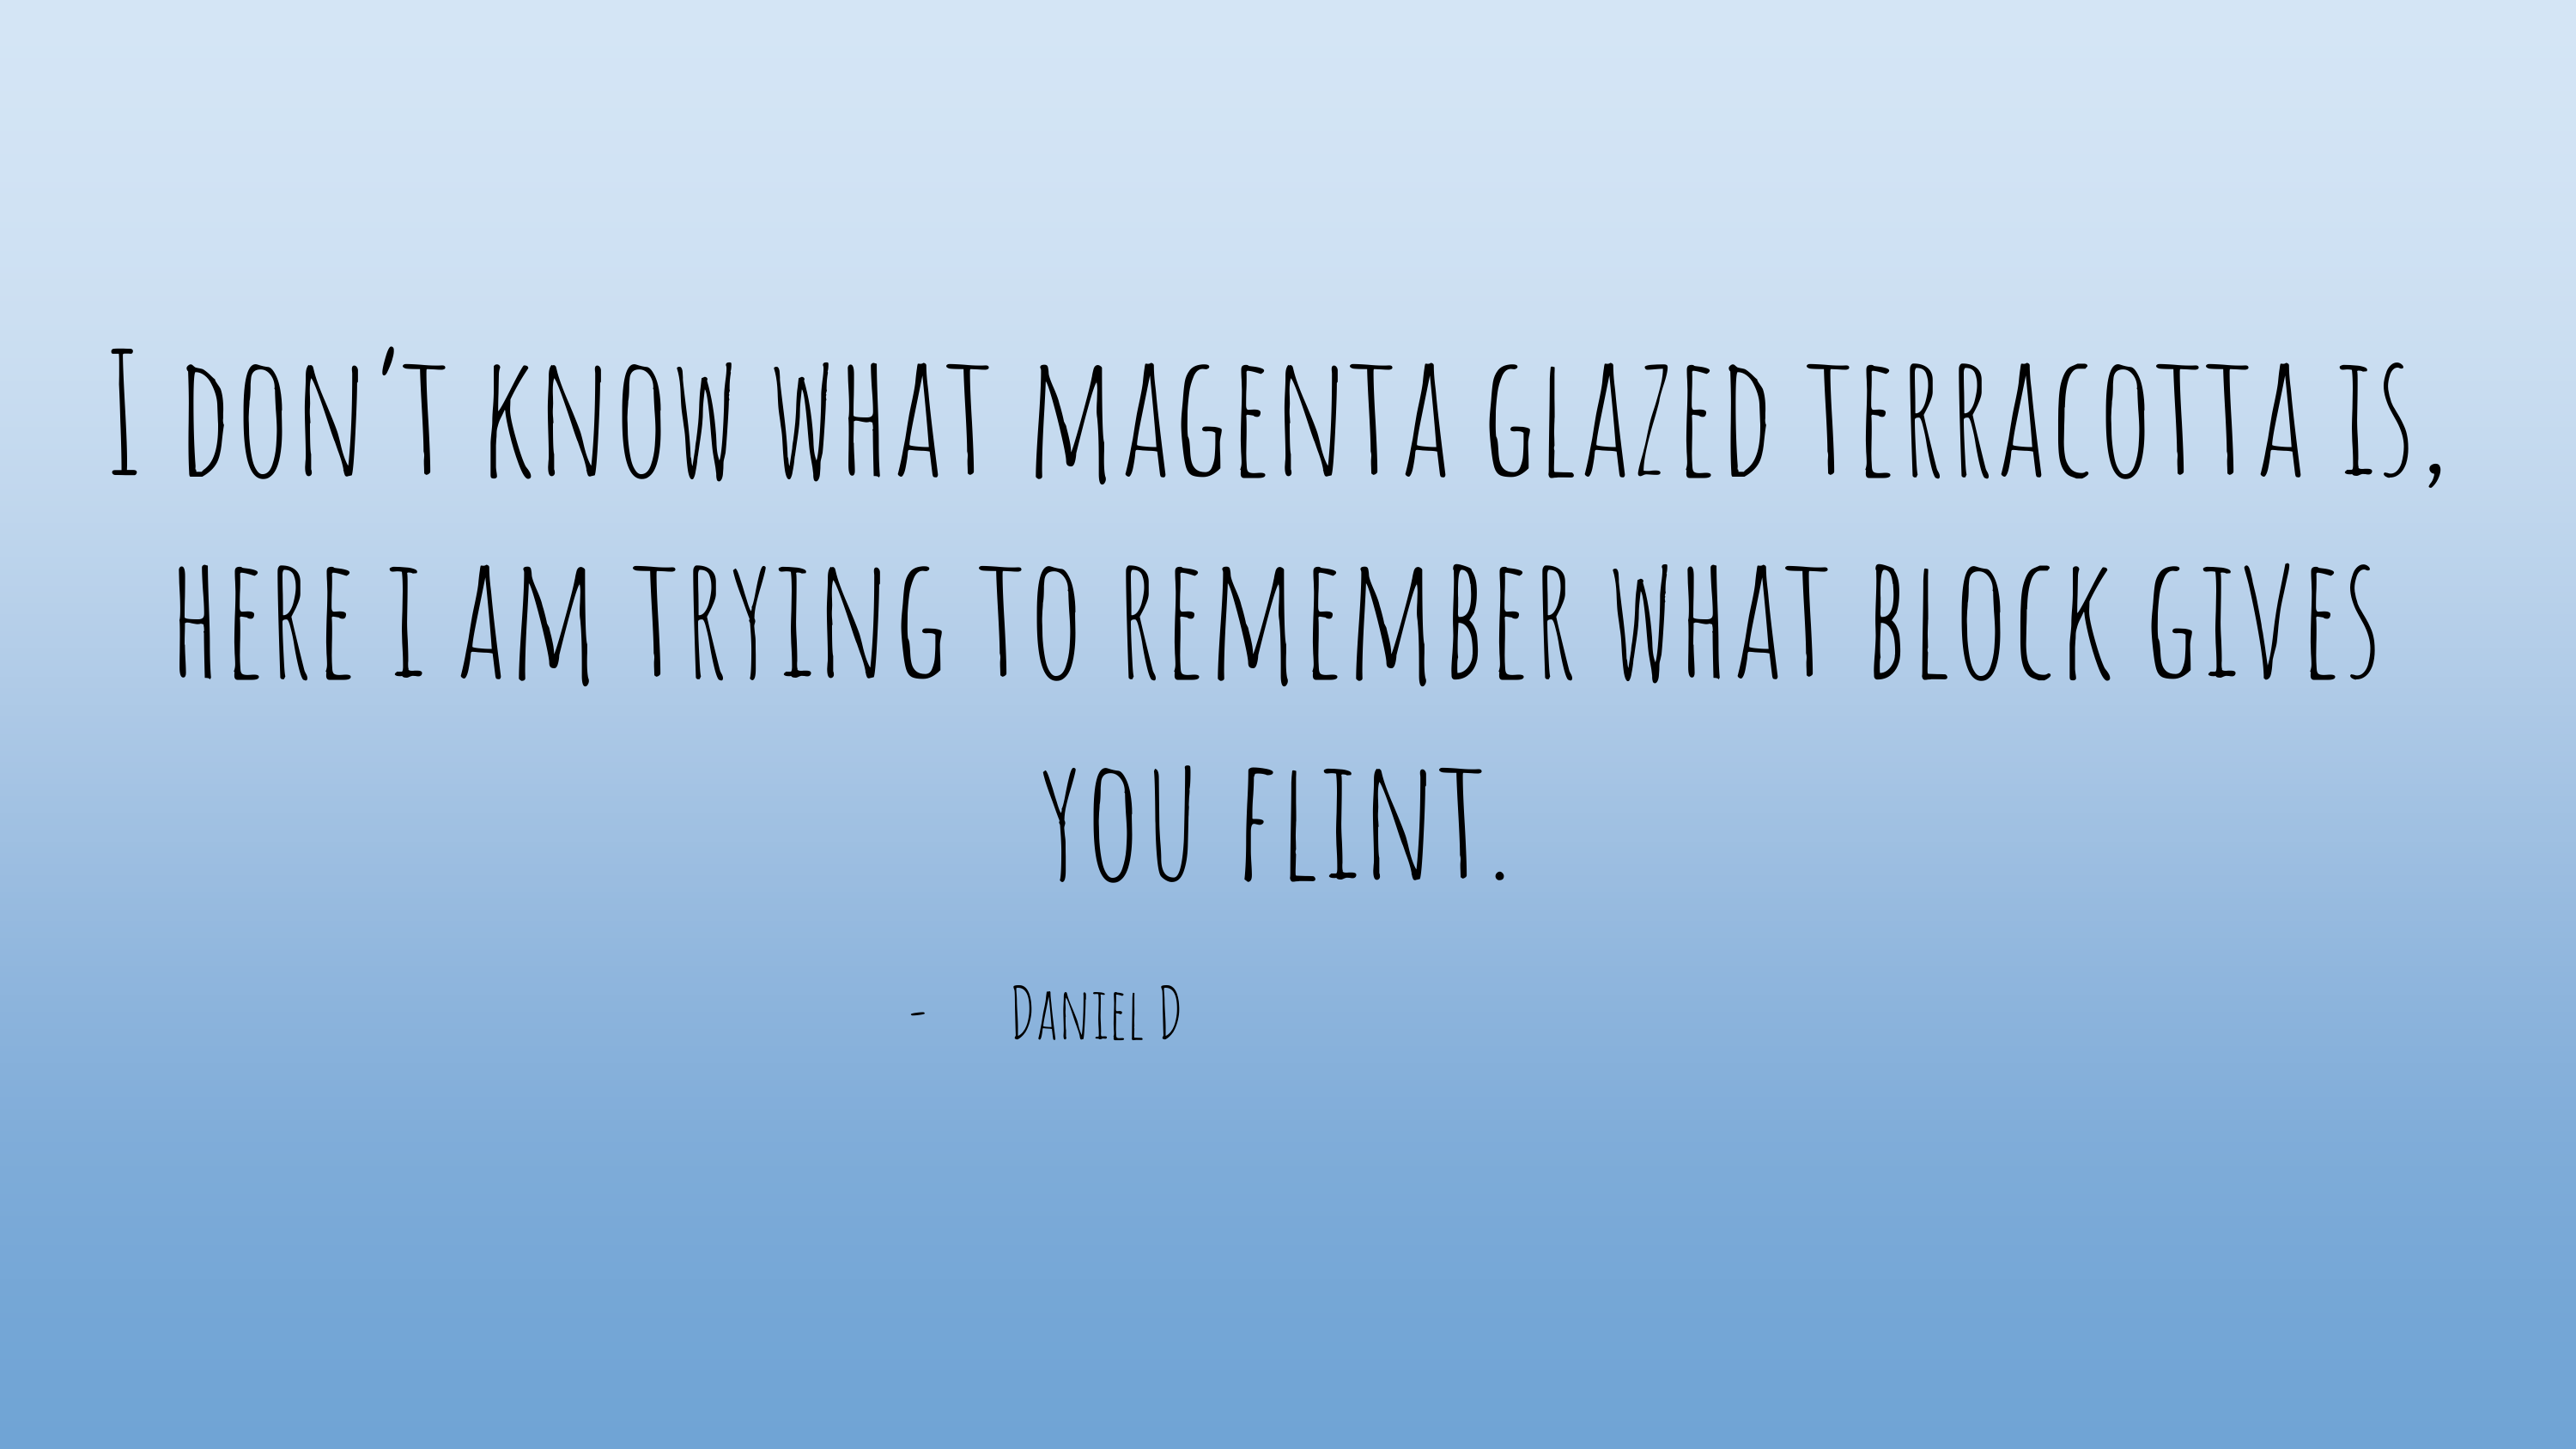 I don't know what magenta glazed terracotta is,
here i am trying to remember what block gives
you flint.
- Daniel D